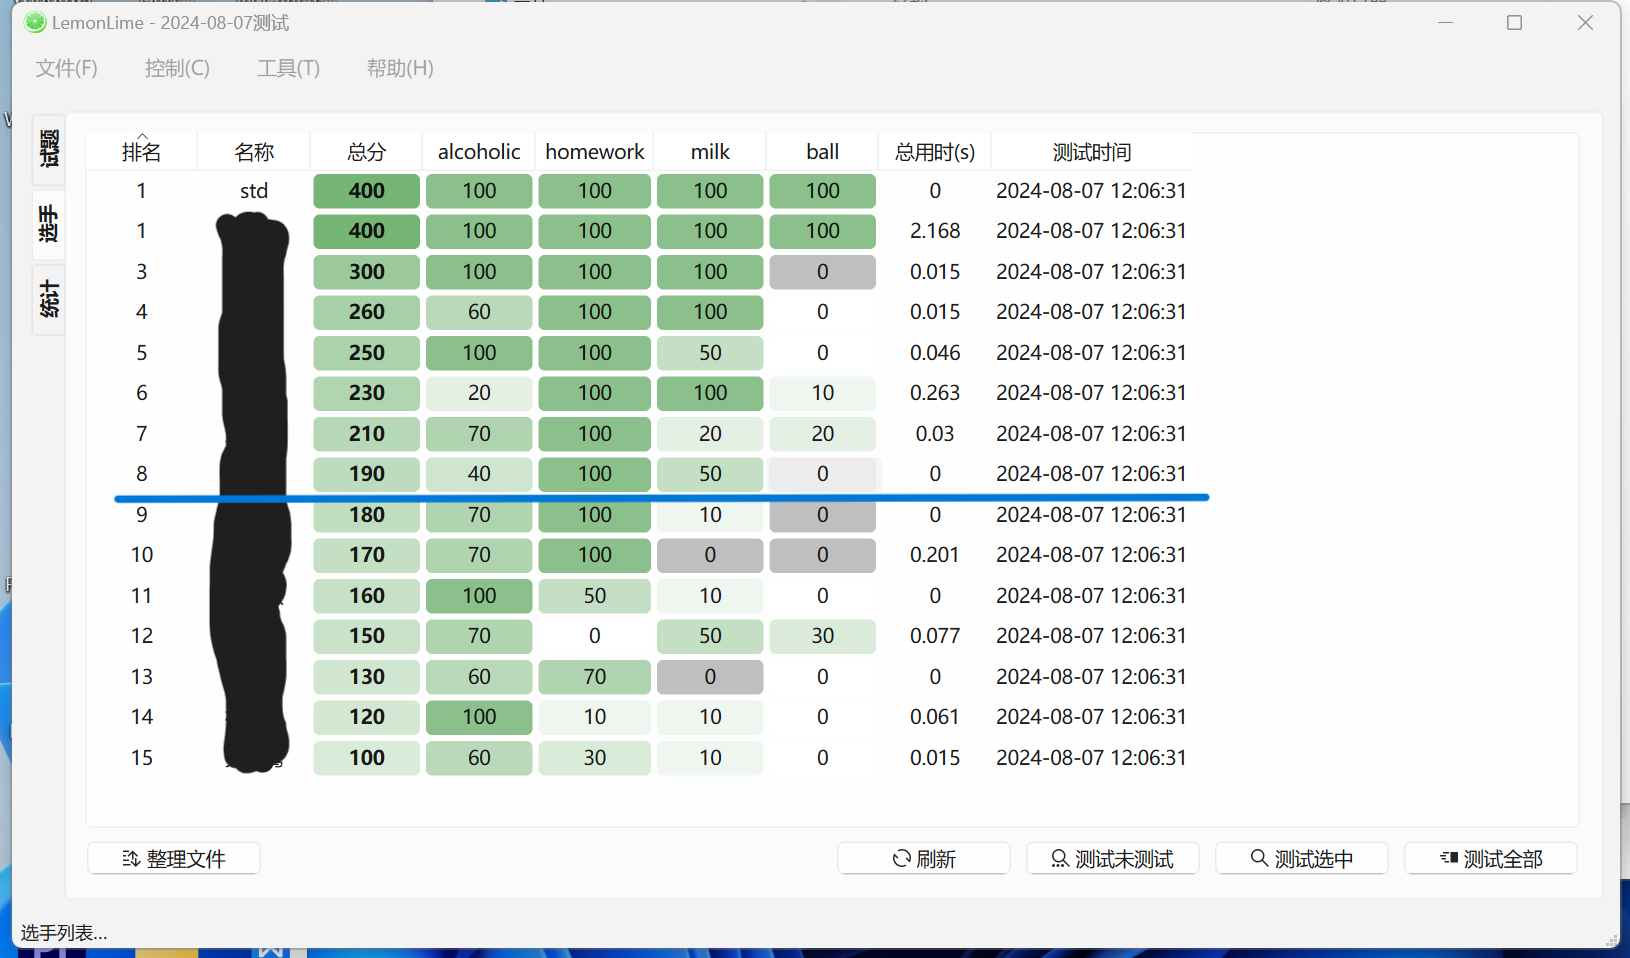 LemonLime - 2024-08-07测试
文件(F) 控制(C) 工具(T) 帮助(H)
试题
选手
统计
排名 名称 总分 alcoholic homework milk ball 总用时(s) 测试时间
1 std 400 100 100 100 100 0 2024-08-07 12:06:31
1 400 100 100 100 100 2.168 2024-08-07 12:06:31
3 300 100 100 100 0 0.015 2024-08-07 12:06:31
4 260 60 100 100 0 0.015 2024-08-07 12:06:31
5 250 100 100 50 0 0.046 2024-08-07 12:06:31
6 230 20 100 100 10 0.263 2024-08-07 12:06:31
7 210 70 100 20 20 0.03 2024-08-07 12:06:31
8 190 40 100 50 0 0 2024-08-07 12:06:31
9 180 70 100 10 0 0 2024-08-07 12:06:31
10 170 70 100 0 0 0.201 2024-08-07 12:06:31
11 160 100 50 10 0 0 2024-08-07 12:06:31
12 150 70 0 50 30 0.077 2024-08-07 12:06:31
13 130 60 70 0 0 0 2024-08-07 12:06:31
14 120 100 10 10 0 0.061 2024-08-07 12:06:31
15 100 60 30 10 0 0.015 2024-08-07 12:06:31
整理文件 刷新 测试未测试 测试选中 测试全部
选手列表...